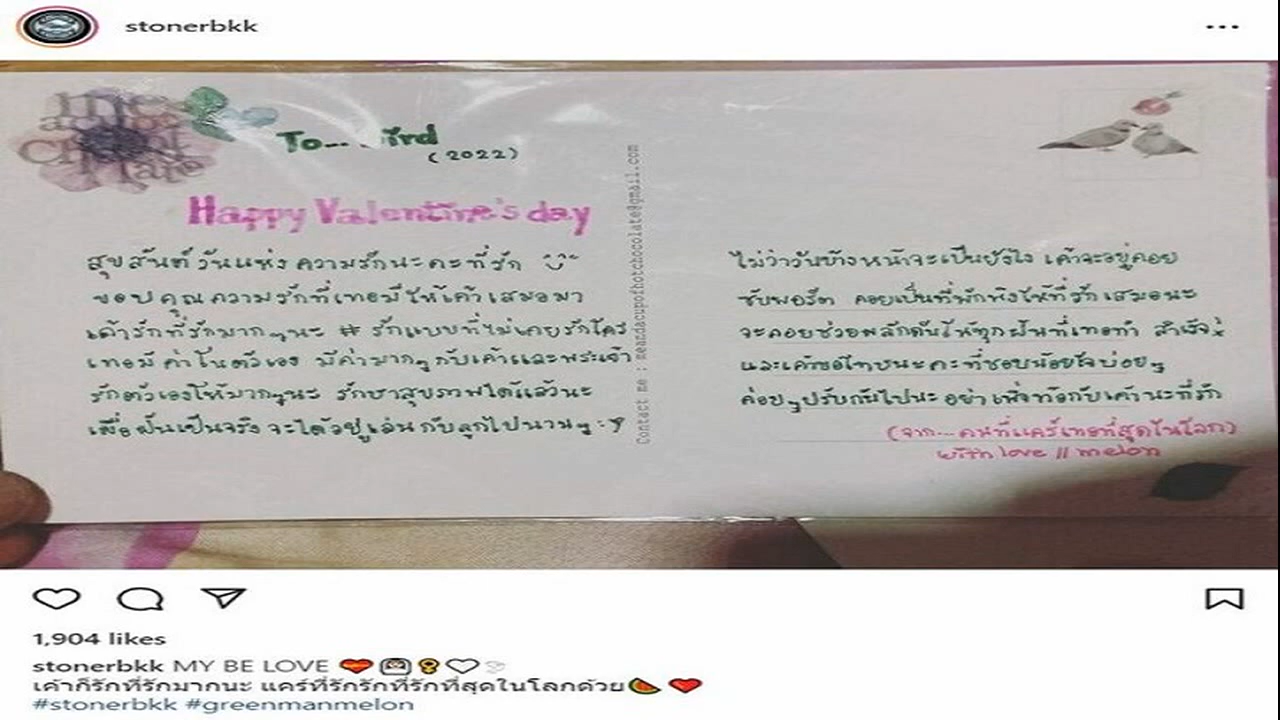 stonerbkk
me and a cup of hot chocolate
To... Bird
(2022)
Happy Valentine's day
สุขสันต์วันแห่งความรักนะคะที่รัก
ขอบคุณความรักที่เทอมีให้เค้าเสมอมา
เค้ารักที่รักมากๆนะ # รักแบบที่ไม่เคยรักใคร
เทอมีค่าในตัวเอง มีค่ามากๆกับเค้าและพระเจ้า
รักตัวเองให้มากๆนะ รักษาสุขภาพได้แล้วนะ
เพื่อฝันเป็นจริง จะได้อยู่เล่นกับลูกไปนานๆ
Contact me : meandacupofhotchocolate@gmail.com
ไม่ว่าวันข้างหน้าจะเป็นยังไง เค้าจะอยู่คอย
ซับพอร์ต คอยเป็นที่พักพิงให้ที่รักเสมอนะ
จะคอยช่วยผลักดันให้ทุกฝันที่เทอทำ สำเร็จ
และเค้าขอโทษนะคะที่ชอบน้อยใจบ่อยๆ
ค่อยๆปรับกันไปนะ อย่าเพิ่งท้อกับเค้านะที่รัก
(จาก...คนที่แคร์เทอที่สุดในโลก)
with love // melon
1,904 likes
stonerbkk MY BE LOVE ❤️
เค้าก็รักที่รักมากนะ แคร์ที่รักรักที่รักที่สุดในโลกด้วย🍉 ❤️
#stonerbkk #greenmanmelon